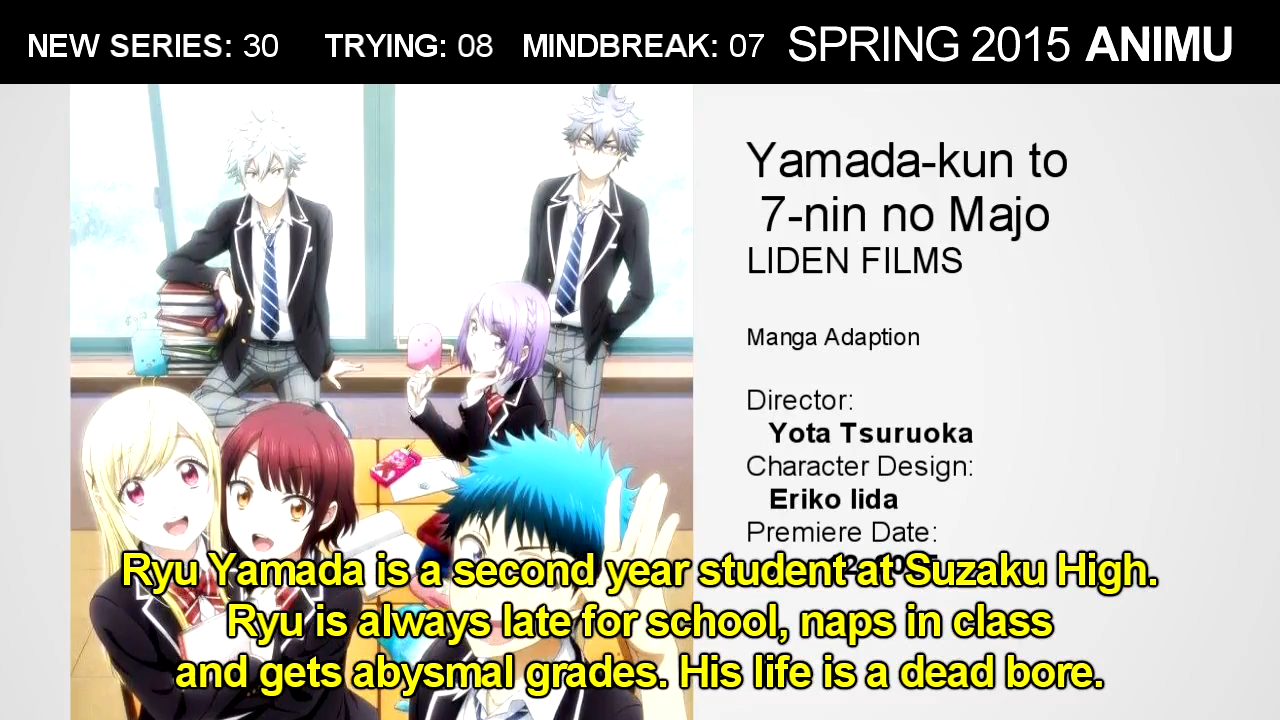 NEW SERIES: 30 TRYING: 08 MINDBREAK: 07 SPRING 2015 ANIMU
Yamada-kun to
7-nin no Majo
LIDEN FILMS
Manga Adaption
Director:
Yota Tsuruoka
Character Design:
Eriko Iida
Premiere Date:
Ryu Yamada is a second year student at Suzaku High.
Ryu is always late for school, naps in class
and gets abysmal grades. His life is a dead bore.